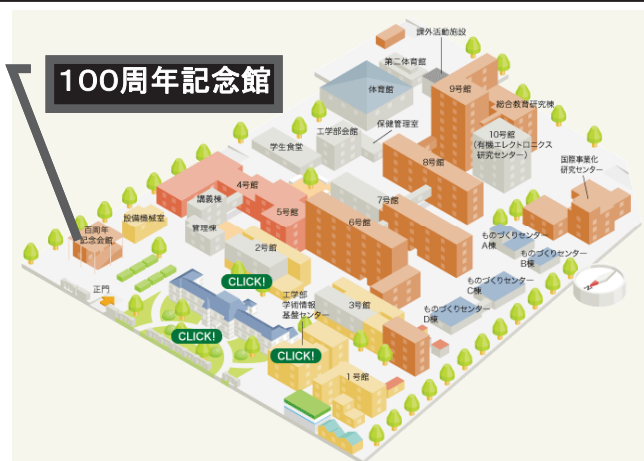 100周年記念館
課外活動施設
第二体育館
体育館
9号館
総合教育研究棟
保健管理室
工学部会館
10号館
(有機エレクトロニクス
研究センター)
学生食堂
8号館
国際事業化
研究センター
4号館
7号館
講義棟
5号館
設備機械室
6号館
百周年
記念会館
管理棟
ものづくりセンター
A棟
2号館
ものづくりセンター
B棟
CLICK!
ものづくりセンター
C棟
正門
工学部
学術情報
基盤センター
3号館
ものづくりセンター
D棟
CLICK!
CLICK!
1号館